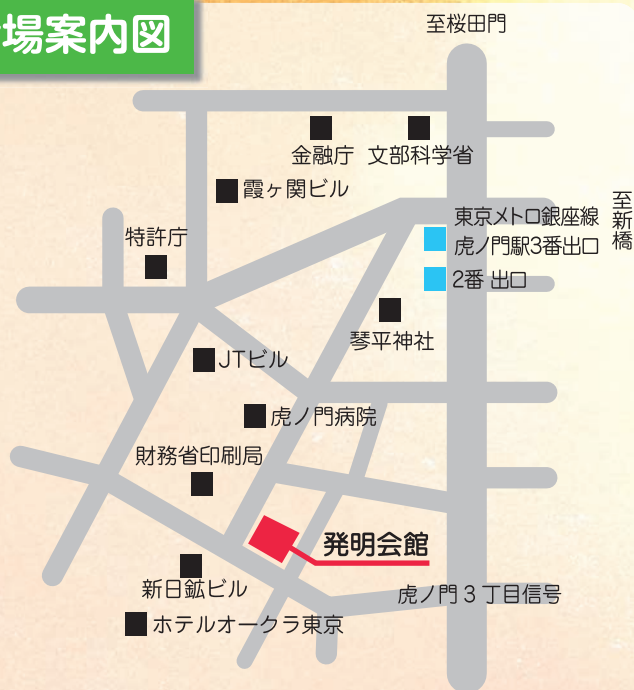 場案内図
至桜田門
金融庁
文部科学省
霞ヶ関ビル
至新橋
東京メトロ銀座線
虎ノ門駅3番出口
特許庁
2番 出口
琴平神社
JTビル
虎ノ門病院
財務省印刷局
発明会館
新日鉱ビル
虎ノ門3丁目信号
ホテルオークラ東京